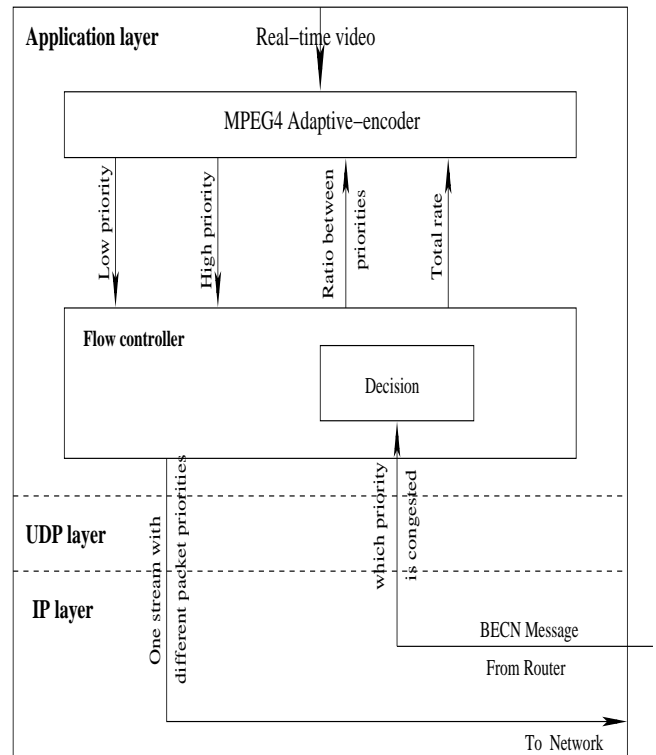 Application layer
Real-time video
MPEG4 Adaptive-encoder
Low priority
High priority
Ratio between
priorities
Total rate
Flow controller
Decision
One stream with
different packet priorities
which priority
is congested
UDP layer
IP layer
BECN Message
From Router
To Network